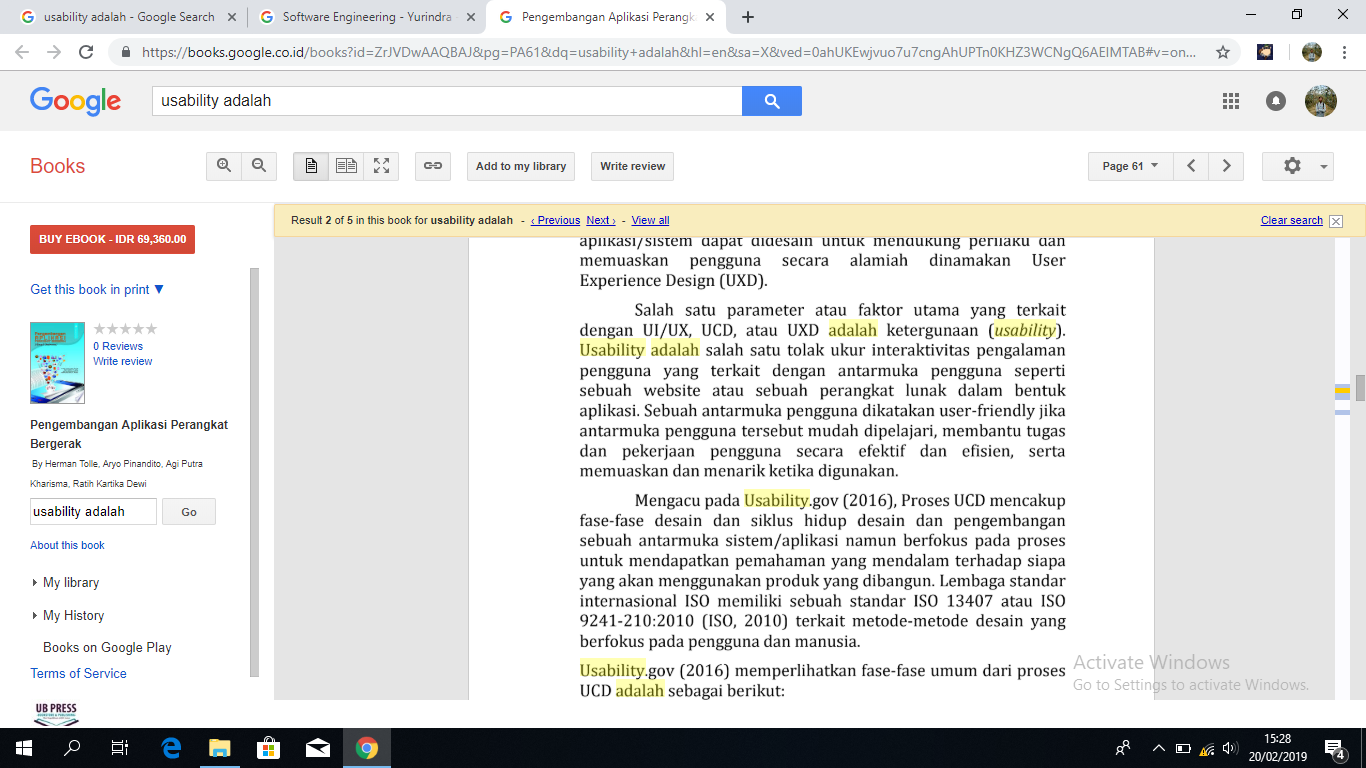 usability adalah - Google Search
Software Engineering - Yurindra
Pengembangan Aplikasi Perangk
https://books.google.co.id/books?id=ZrJVDwAAQBAJ&pg=PA61&dq=usability+adalah&hl=en&sa=X&ved=0ahUKEwjvuo7u7cngAhUPTn0KHZ3WCNgQ6AEIMTAB#v=on...
Google
usability adalah
Books
Add to my library
Write review
Page 61
BUY EBOOK - IDR 69,360.00
Get this book in print ▼
0 Reviews
Write review
Pengembangan Aplikasi Perangkat
Bergerak
By Herman Tolle, Aryo Pinandito, Agi Putra
Kharisma, Ratih Kartika Dewi
usability adalah
Go
About this book
My library
My History
Books on Google Play
Terms of Service
UB PRESS
Result 2 of 5 in this book for usability adalah - ‹ Previous Next › - View all
Clear search
aplikasi/sistem dapat didesain untuk mendukung perilaku dan
memuaskan pengguna secara alamiah dinamakan User
Experience Design (UXD).
Salah satu parameter atau faktor utama yang terkait
dengan UI/UX, UCD, atau UXD adalah ketergunaan (usability).
Usability adalah salah satu tolak ukur interaktivitas pengalaman
pengguna yang terkait dengan antarmuka pengguna seperti
sebuah website atau sebuah perangkat lunak dalam bentuk
aplikasi. Sebuah antarmuka pengguna dikatakan user-friendly jika
antarmuka pengguna tersebut mudah dipelajari, membantu tugas
dan pekerjaan pengguna secara efektif dan efisien, serta
memuaskan dan menarik ketika digunakan.
Mengacu pada Usability.gov (2016), Proses UCD mencakup
fase-fase desain dan siklus hidup desain dan pengembangan
sebuah antarmuka sistem/aplikasi namun berfokus pada proses
untuk mendapatkan pemahaman yang mendalam terhadap siapa
yang akan menggunakan produk yang dibangun. Lembaga standar
internasional ISO memiliki sebuah standar ISO 13407 atau ISO
9241-210:2010 (ISO, 2010) terkait metode-metode desain yang
berfokus pada pengguna dan manusia.
Usability.gov (2016) memperlihatkan fase-fase umum dari proses
UCD adalah sebagai berikut:
Activate Windows
Go to Settings to activate Windows.
15:28
20/02/2019
4